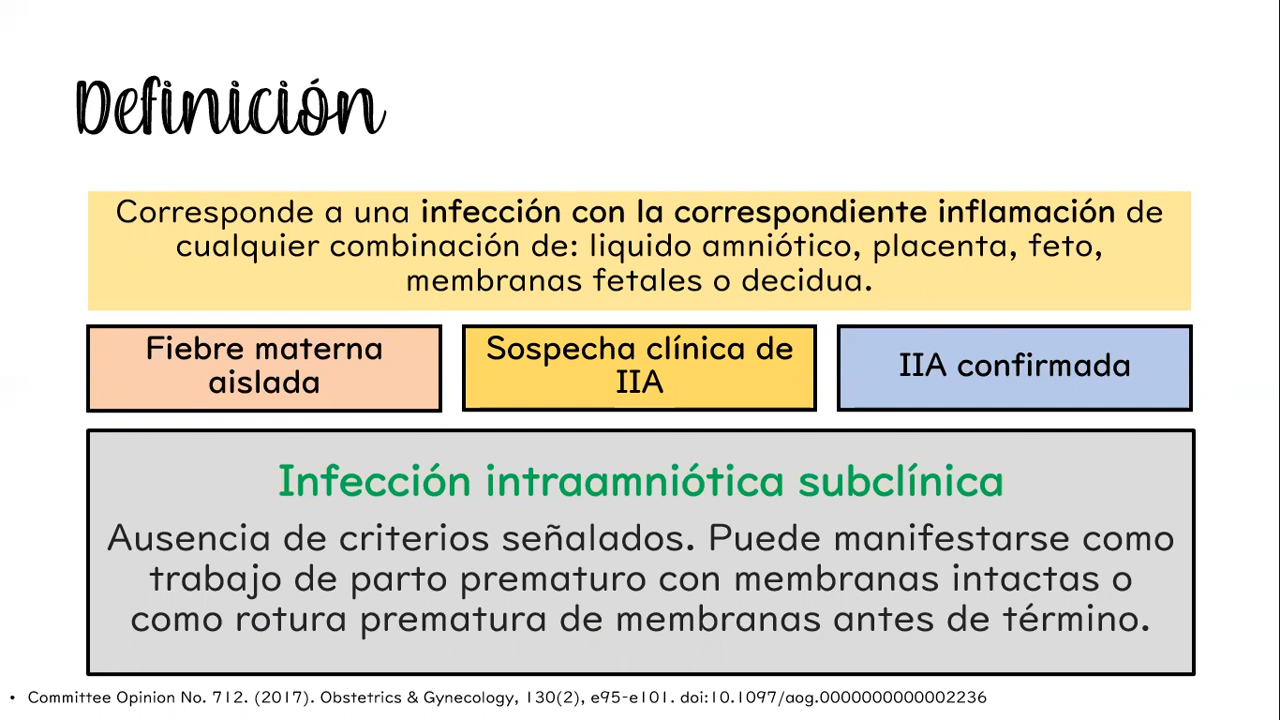 Definición
Corresponde a una infección con la correspondiente inflamación de
cualquier combinación de: liquido amniótico, placenta, feto,
membranas fetales o decidua.
Fiebre materna
aislada
Sospecha clínica de
IIA
IIA confirmada
Infección intraamniótica subclínica
Ausencia de criterios señalados. Puede manifestarse como
trabajo de parto prematuro con membranas intactas o
como rotura prematura de membranas antes de término.
• Committee Opinion No. 712. (2017). Obstetrics & Gynecology, 130(2), e95-e101. doi:10.1097/aog.0000000000002236